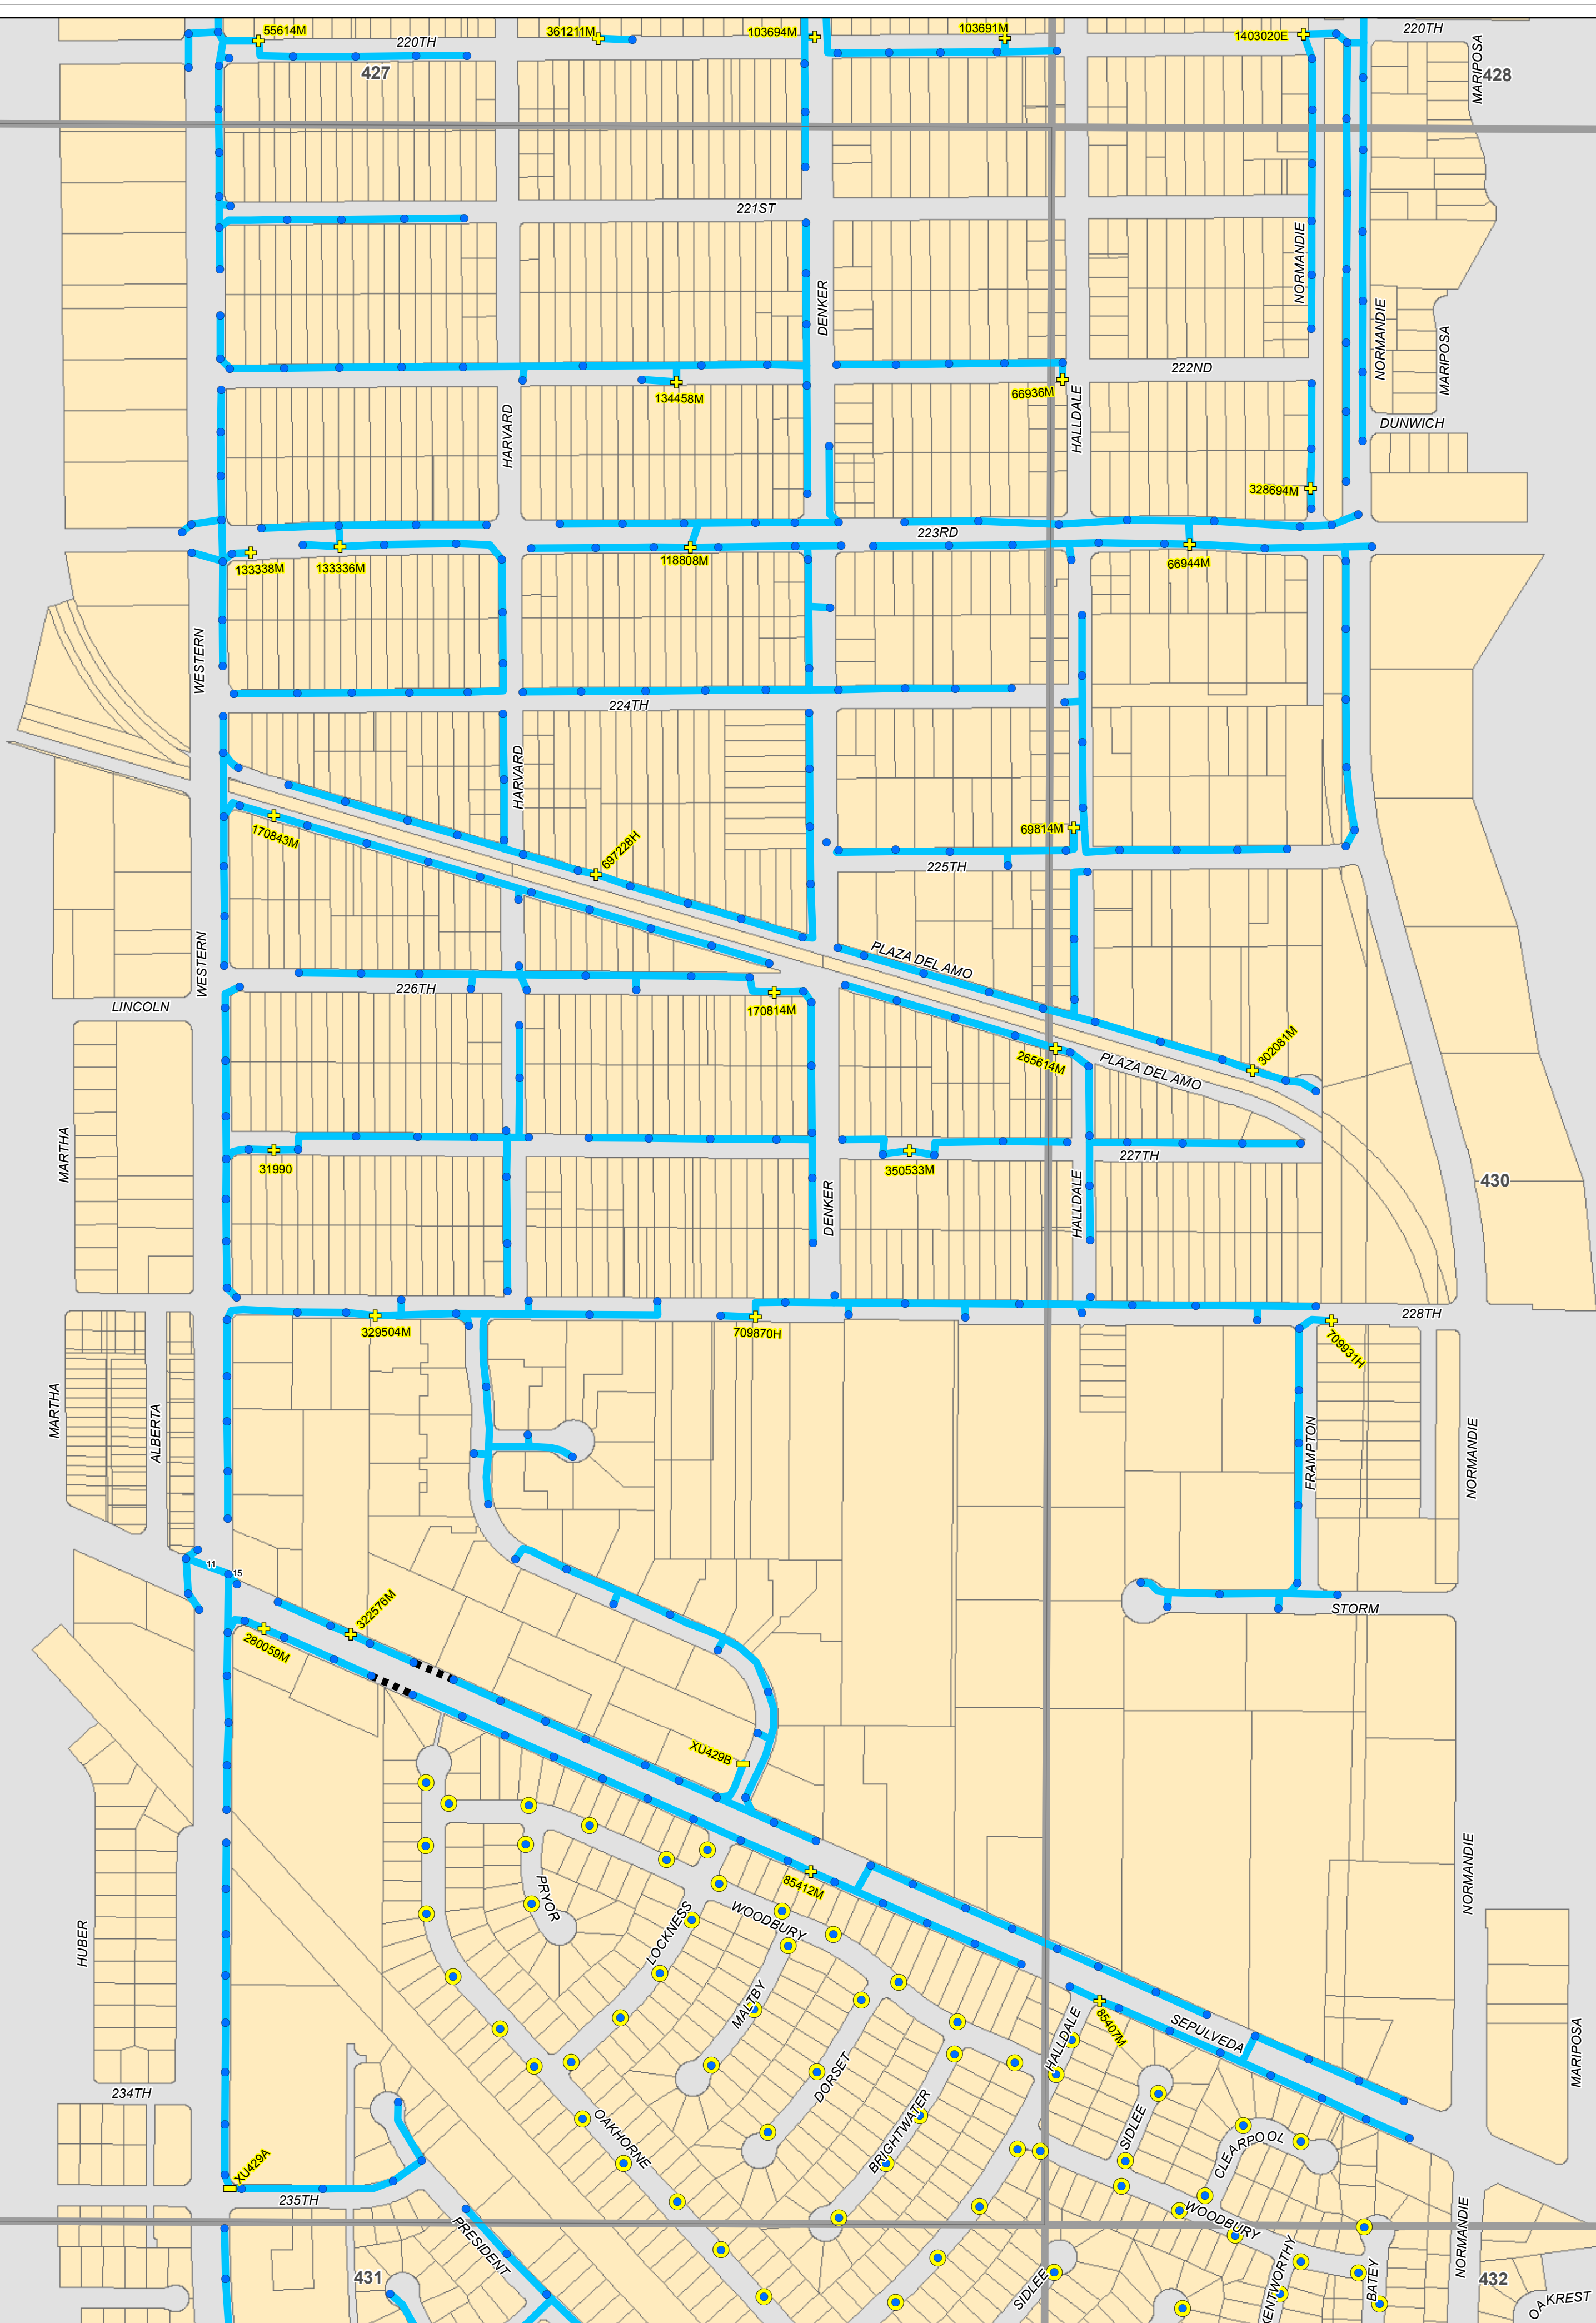 55614M
361211M
103694M
103691M
1403020E
220TH
220TH
427
MARIPOSA
428
221ST
NORMANDIE
DENKER
NORMANDIE
MARIPOSA
222ND
134458M
66936M
HARVARD
HALLDALE
DUNWICH
328694M
223RD
133338M
133336M
118808M
66944M
WESTERN
224TH
HARVARD
170843M
697228H
69814M
225TH
PLAZA DEL AMO
WESTERN
226TH
LINCOLN
170814M
265614M
302081M
PLAZA DEL AMO
MARTHA
31990
350533M
227TH
430
DENKER
HALLDALE
228TH
329504M
709870H
709931H
MARTHA
ALBERTA
FRAMPTON
NORMANDIE
11
15
322576M
STORM
280059M
XU429B
85412M
PRYOR
LOCKNESS
WOODBURY
NORMANDIE
HUBER
MALTBY
85407M
SEPULVEDA
HALLDALE
MARIPOSA
DORSET
234TH
BRIGHTWATER
OAKHORNE
SIDLEE
CLEARPOOL
XU429A
235TH
WOODBURY
NORMANDIE
PRESIDENT
431
SIDLEE
KENTWORTHY
BATEY
432
OAKREST